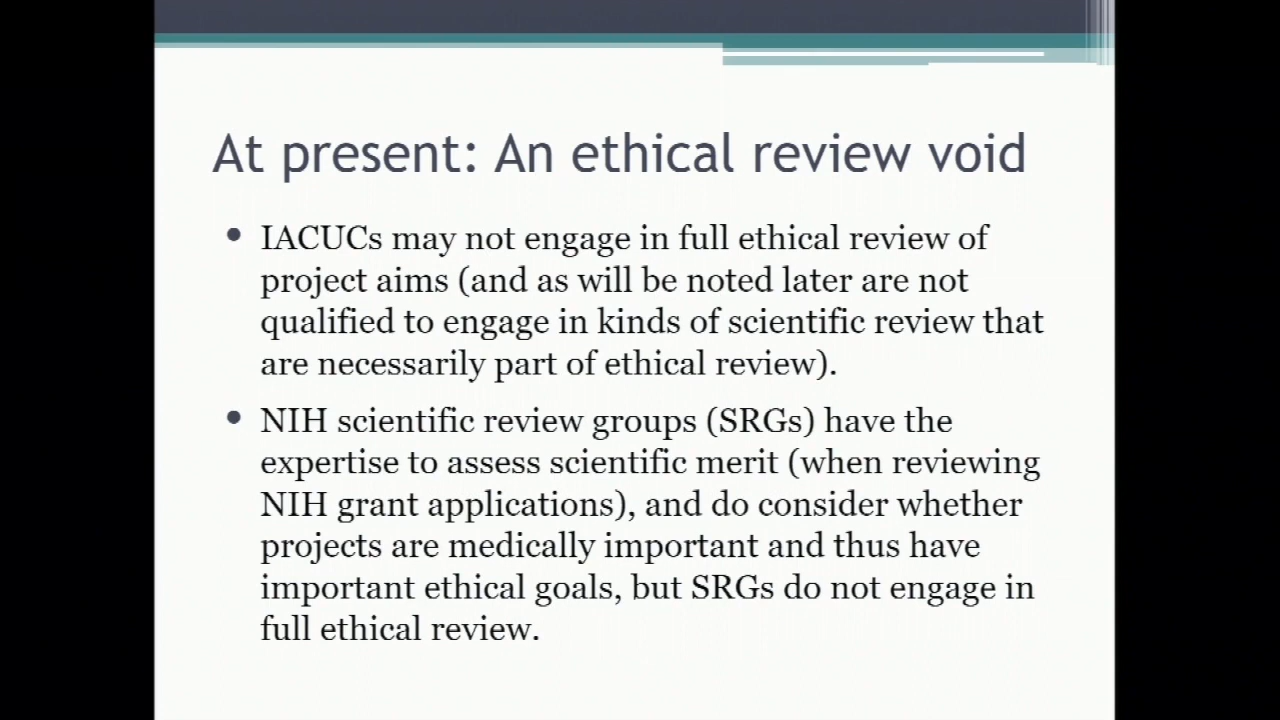 At present: An ethical review void
• IACUCs may not engage in full ethical review of
project aims (and as will be noted later are not
qualified to engage in kinds of scientific review that
are necessarily part of ethical review).
• NIH scientific review groups (SRGs) have the
expertise to assess scientific merit (when reviewing
NIH grant applications), and do consider whether
projects are medically important and thus have
important ethical goals, but SRGs do not engage in
full ethical review.